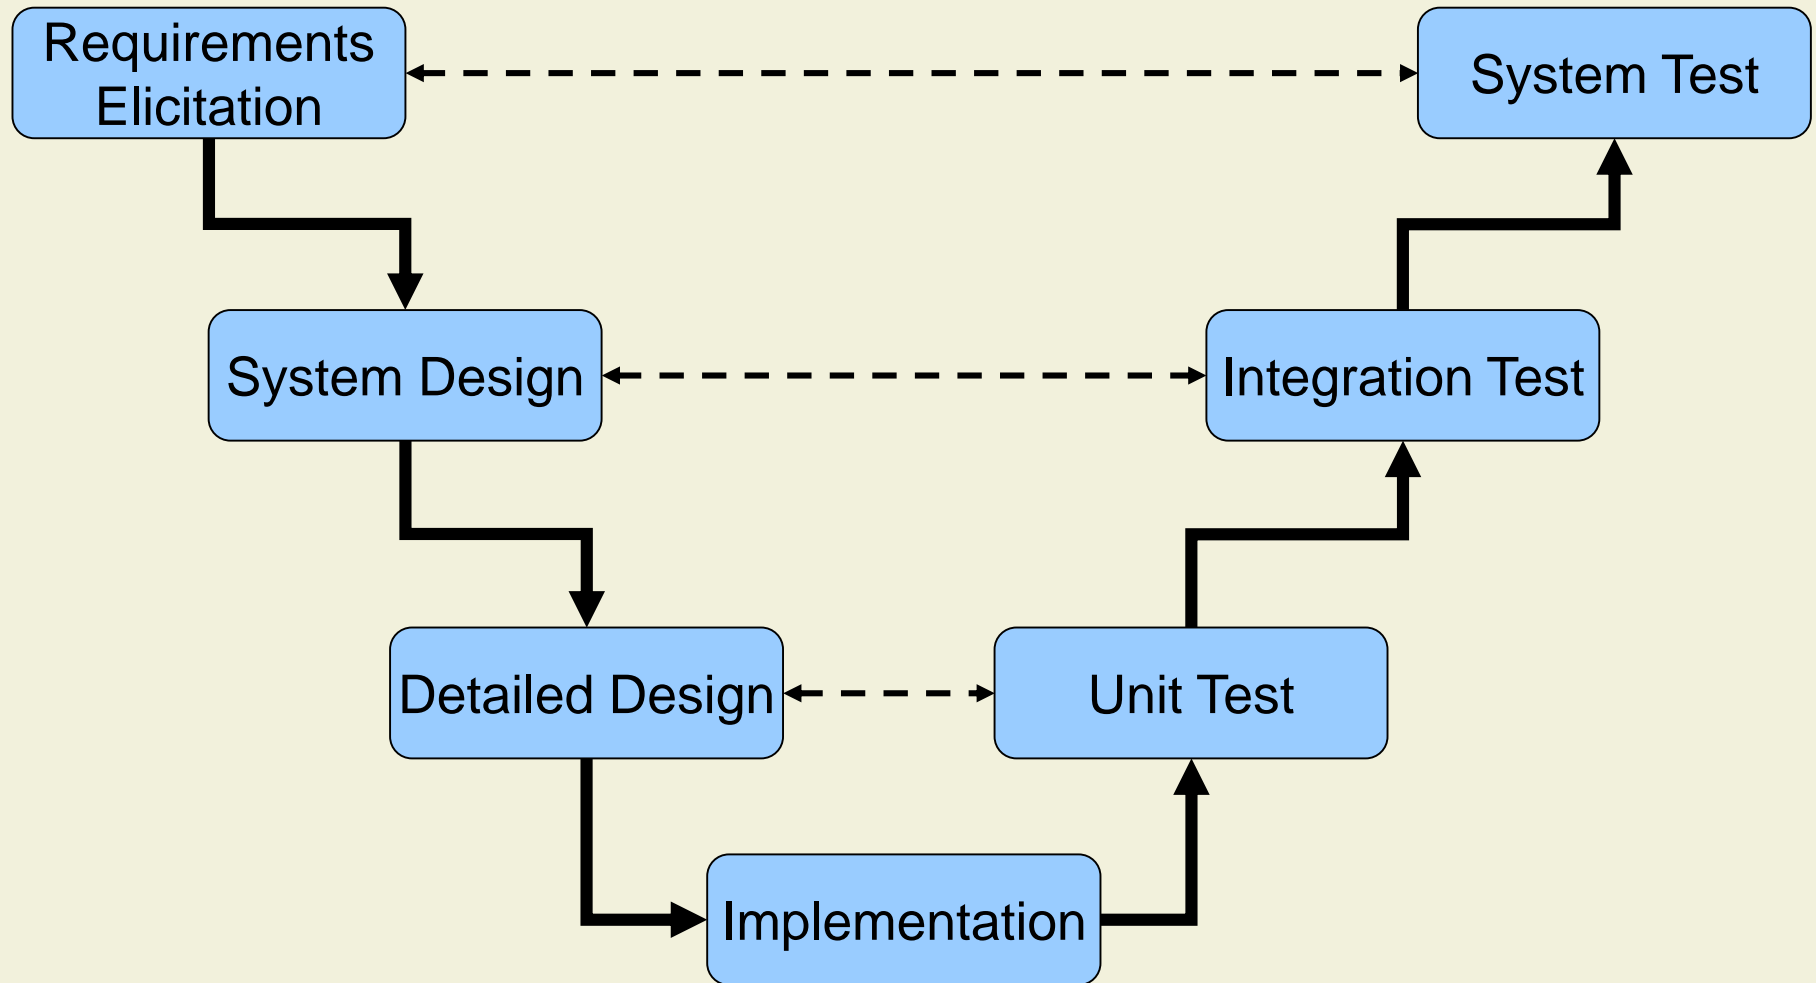 Requirements
Elicitation
System Test
System Design
Integration Test
Detailed Design
Unit Test
Implementation